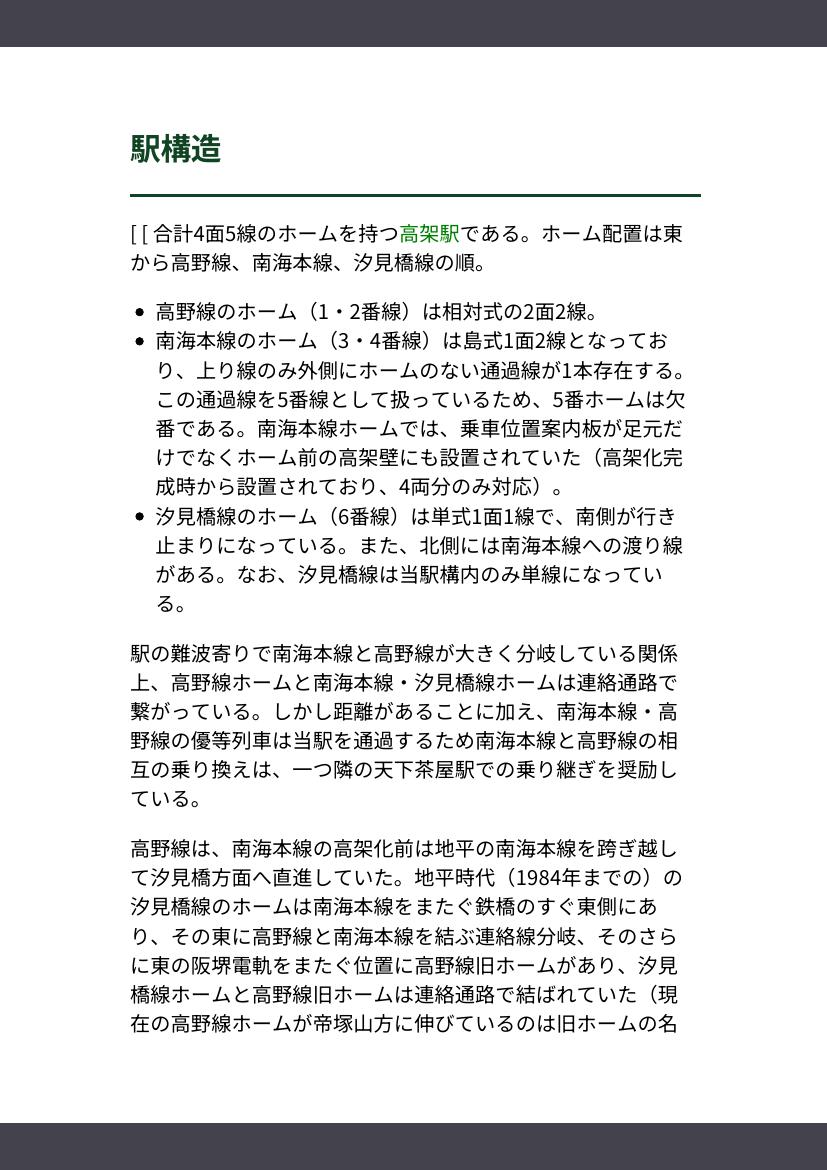 駅構造
[ [ 合計4面5線のホームを持つ高架駅である。ホーム配置は東
から高野線、南海本線、汐見橋線の順。
• 高野線のホーム（1・2番線）は相対式の2面2線。
• 南海本線のホーム（3・4番線）は島式1面2線となってお
り、上り線のみ外側にホームのない通過線が1本存在する。
この通過線を5番線として扱っているため、5番ホームは欠
番である。南海本線ホームでは、乗車位置案内板が足元だ
けでなくホーム前の高架壁にも設置されていた（高架化完
成時から設置されており、4両分のみ対応）。
• 汐見橋線のホーム（6番線）は単式1面1線で、南側が行き
止まりになっている。また、北側には南海本線への渡り線
がある。なお、汐見橋線は当駅構内のみ単線になってい
る。
駅の難波寄りで南海本線と高野線が大きく分岐している関係
上、高野線ホームと南海本線・汐見橋線ホームは連絡通路で
繋がっている。しかし距離があることに加え、南海本線・高
野線の優等列車は当駅を通過するため南海本線と高野線の相
互の乗り換えは、一つ隣の天下茶屋駅での乗り継ぎを奨励し
ている。
高野線は、南海本線の高架化前は地平の南海本線を跨ぎ越し
て汐見橋方面へ直進していた。地平時代（1984年までの）の
汐見橋線のホームは南海本線をまたぐ鉄橋のすぐ東側にあ
り、その東に高野線と南海本線を結ぶ連絡線分岐、そのさら
に東の阪堺電軌をまたぐ位置に高野線旧ホームがあり、汐見
橋線ホームと高野線旧ホームは連絡通路で結ばれていた（現
在の高野線ホームが帝塚山方に伸びているのは旧ホームの名